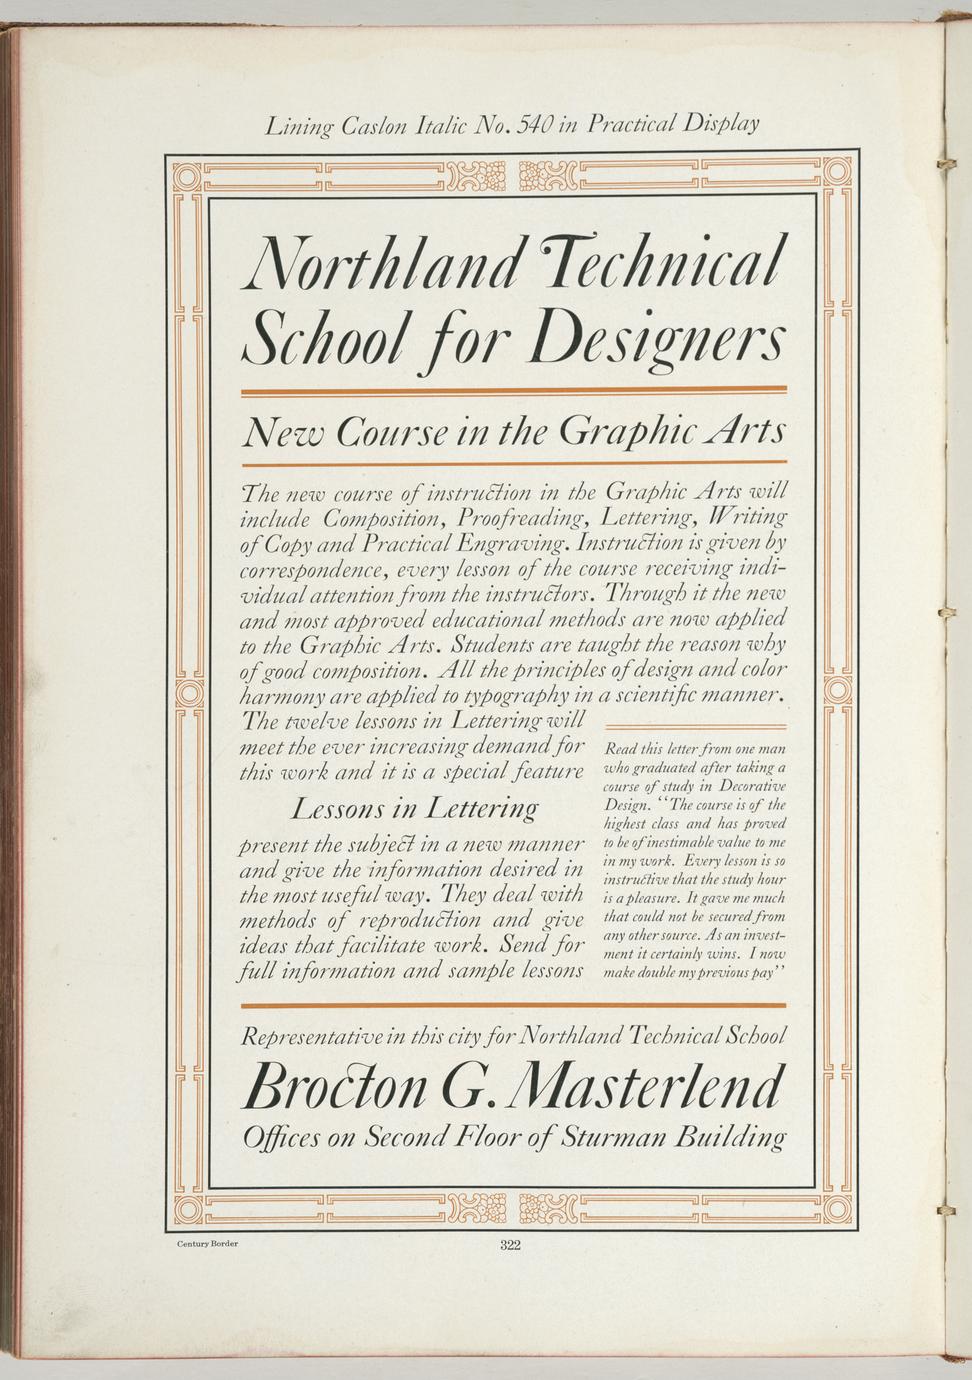 Lining Caslon Italic No. 540 in Practical Display
Northland Technical
School for Designers
New Course in the Graphic Arts
The new course of instruction in the Graphic Arts will
include Composition, Proofreading, Lettering, Writing
of Copy and Practical Engraving. Instruction is given by
correspondence, every lesson of the course receiving indi-
vidual attention from the instructors. Through it the new
and most approved educational methods are now applied
to the Graphic Arts. Students are taught the reason why
of good composition. All the principles of design and color
harmony are applied to typography in a scientific manner.
The twelve lessons in Lettering will
meet the ever increasing demand for
this work and it is a special feature
Lessons in Lettering
present the subject in a new manner
and give the information desired in
the most useful way. They deal with
methods of reproduction and give
ideas that facilitate work. Send for
full information and sample lessons
Read this letter from one man
who graduated after taking a
course of study in Decorative
Design. “The course is of the
highest class and has proved
to be of inestimable value to me
in my work. Every lesson is so
instructive that the study hour
is a pleasure. It gave me much
that could not be secured from
any other source. As an invest-
ment it certainly wins. I now
make double my previous pay”
Representative in this city for Northland Technical School
Brocton G. Masterlend
Offices on Second Floor of Sturman Building
Century Border
322